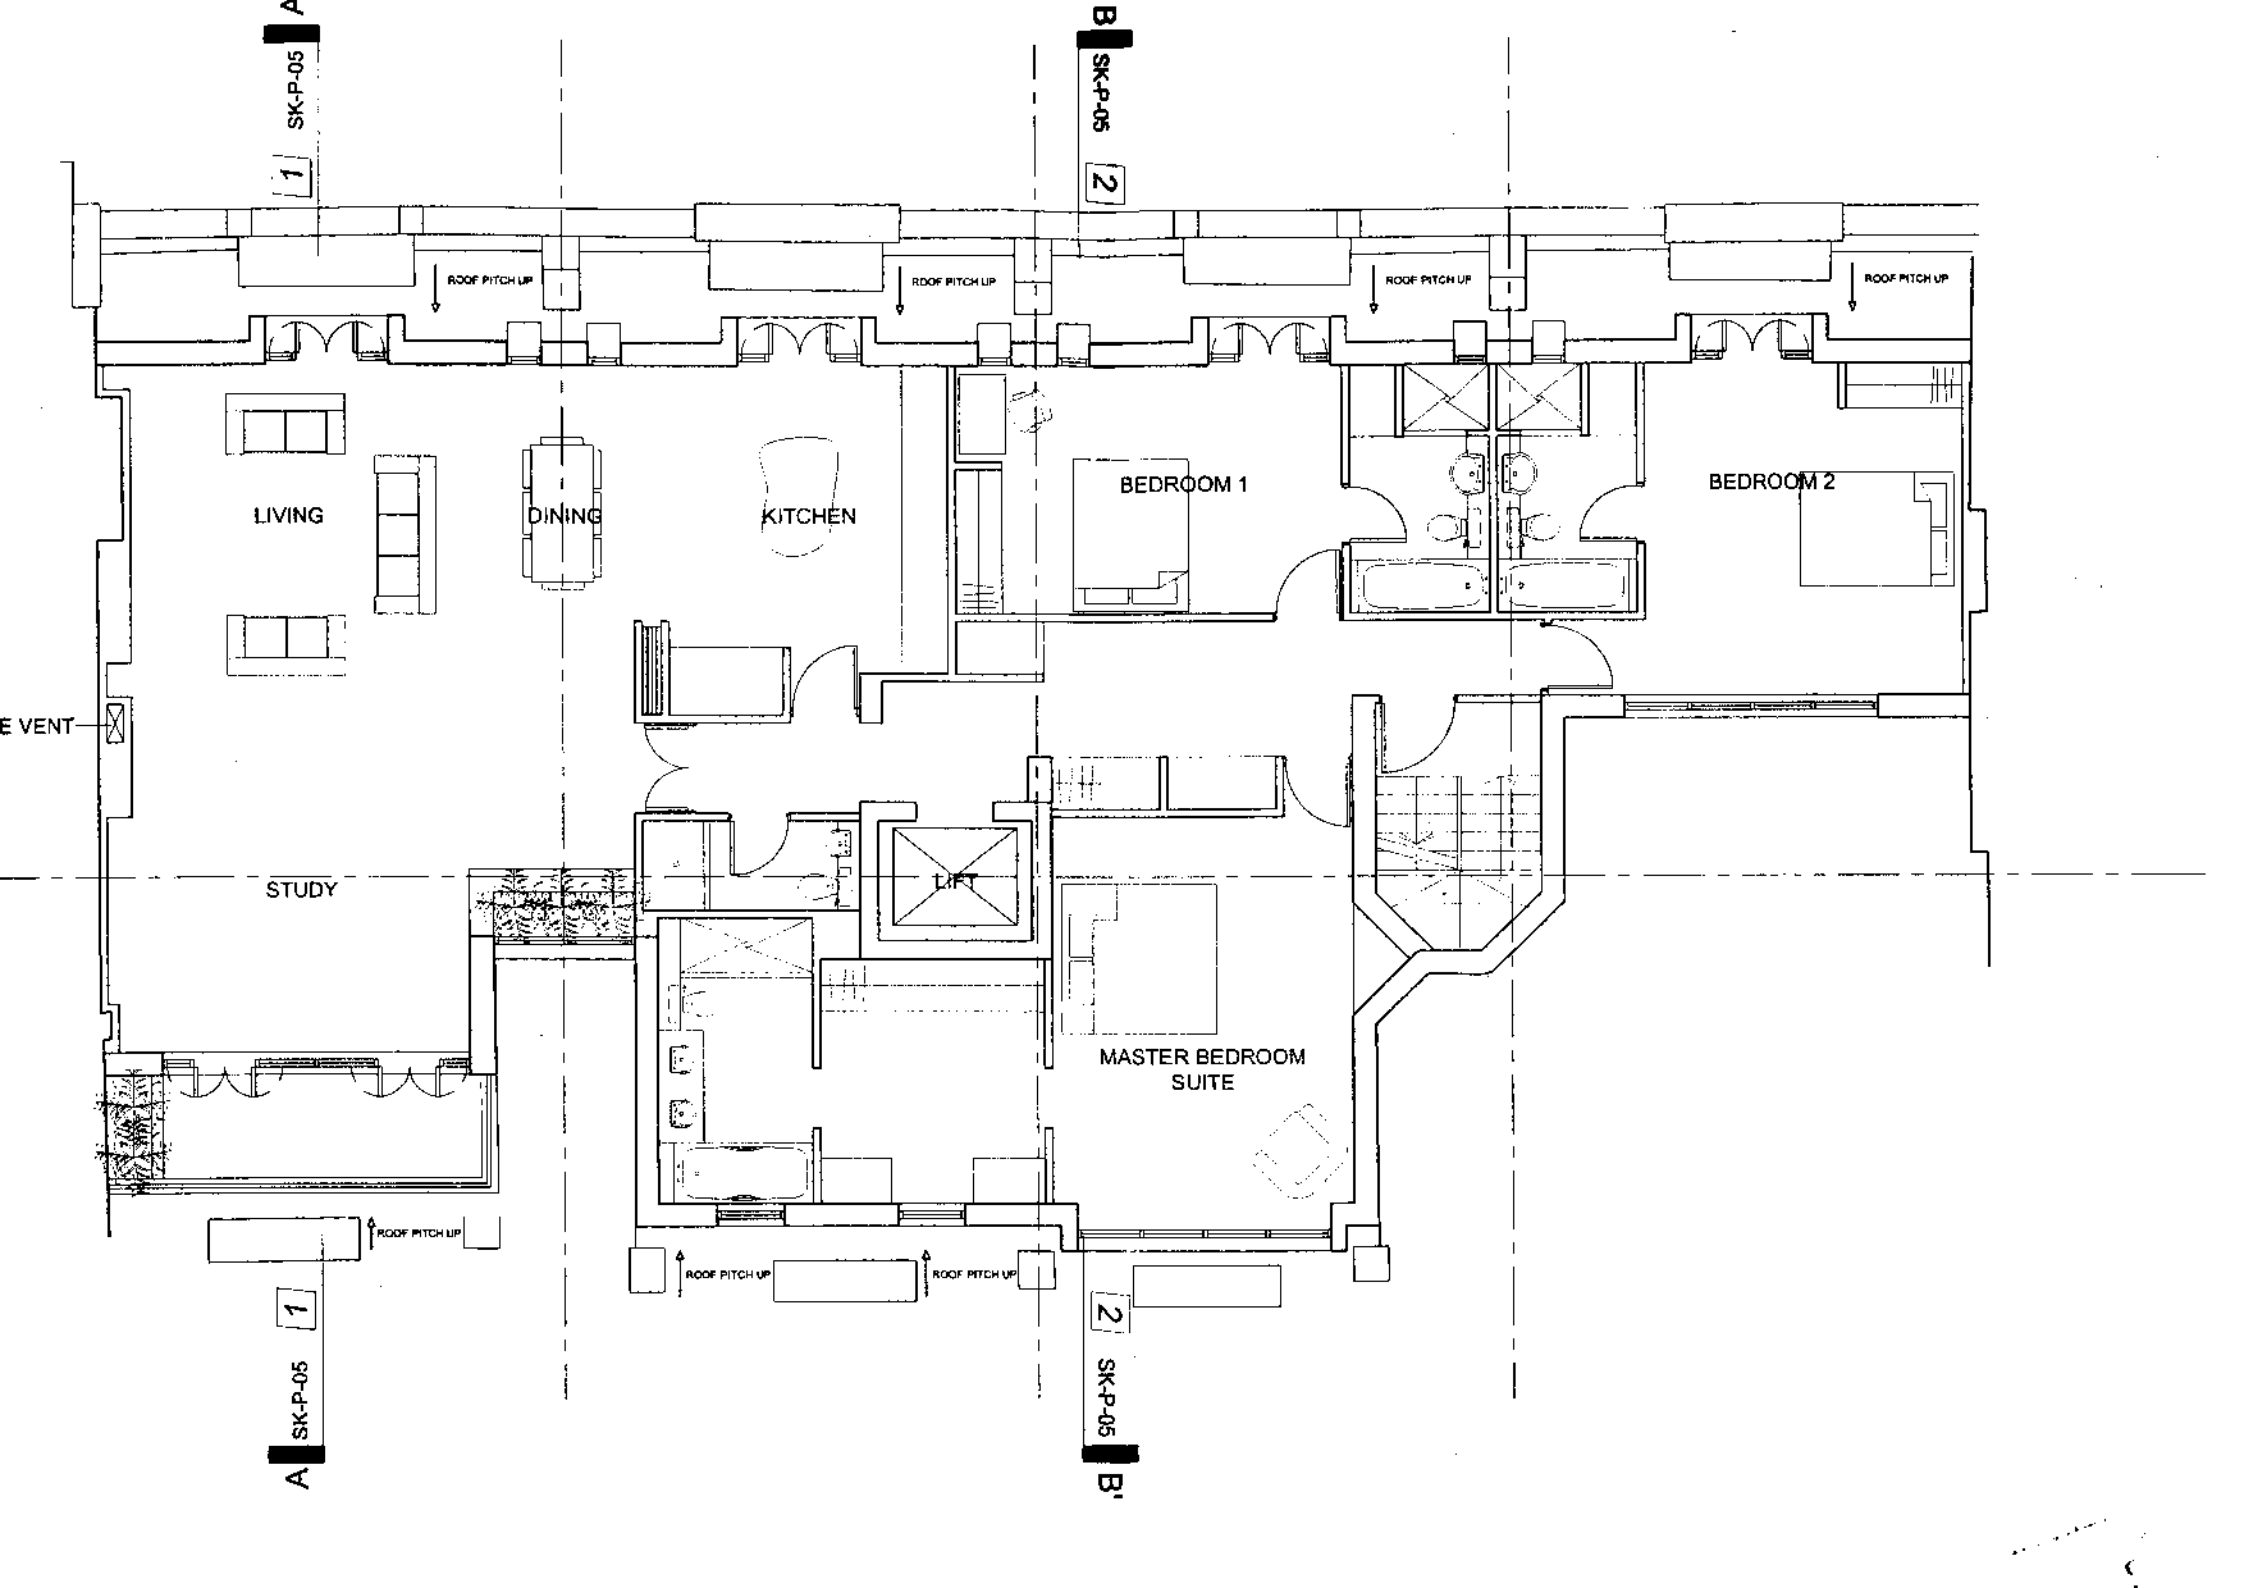 A
B
SK-P-05
SK-P-05
1
2
ROOF PITCH UP
ROOF PITCH UP
ROOF PITCH UP
ROOF PITCH UP
LIVING
DINING
KITCHEN
BEDROOM 1
BEDROOM 2
E VENT
STUDY
LIFT
MASTER BEDROOM
SUITE
ROOF PITCH UP
ROOF PITCH UP
ROOF PITCH UP
1
2
SK-P-05
SK-P-05
A
B'